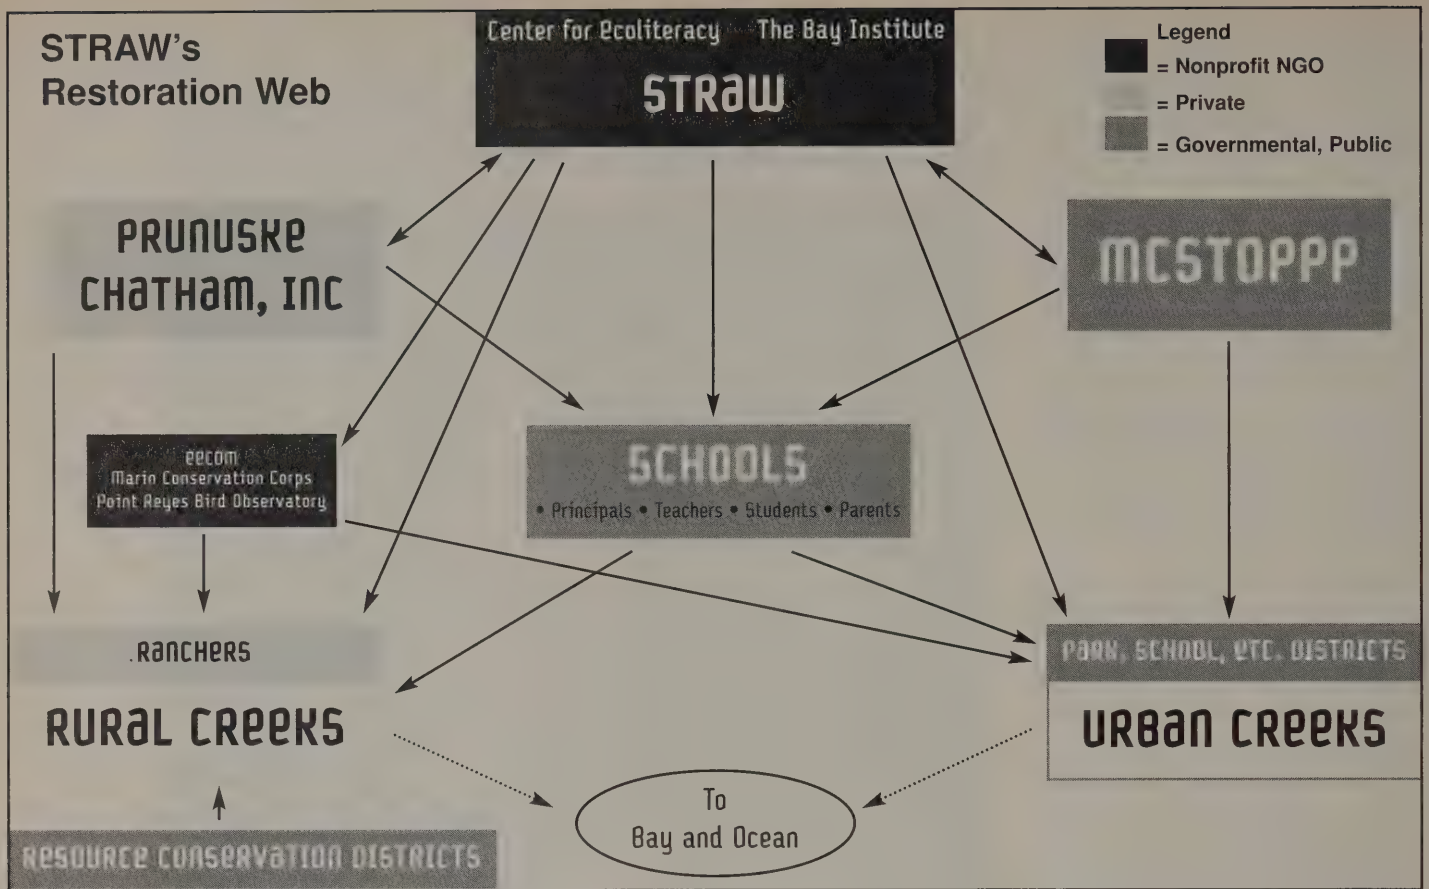 STRAW's
Restoration Web
Center for Ecoliteracy The Bay Institute
STRAW
Legend
= Nonprofit NGO
= Private
= Governmental, Public
PRUNUSKE
CHATHAM, INC
MCSTOPPP
eecom
Marin Conservation Corps
Point Reyes Bird Observatory
SCHOOLS
• Principals • Teachers • Students • Parents
.RANCHERS
RURAL CREEKS
PARK, SCHOOL, ETC. DISTRICTS
URBAN CREEKS
To
Bay and Ocean
RESOURCE CONSERVATION DISTRICTS